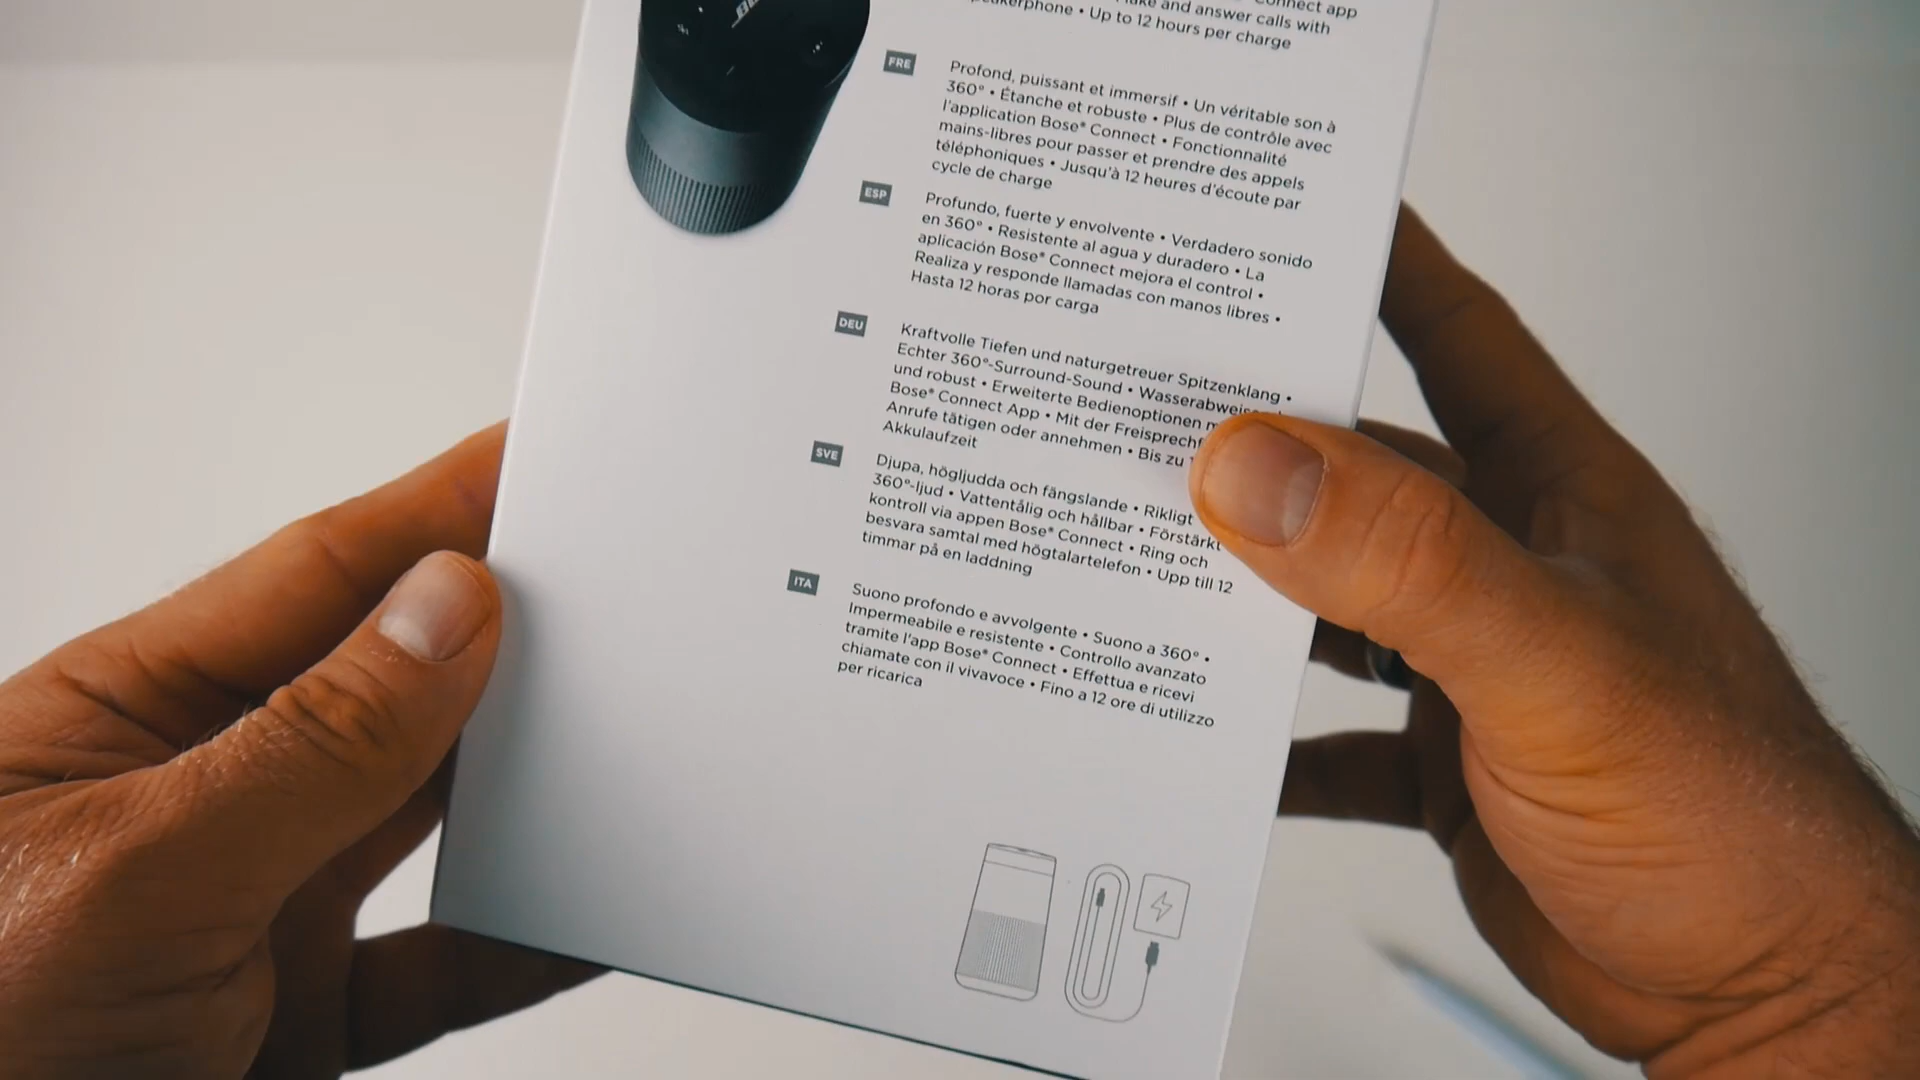 Connect app
and answer calls with
speakerphone • Up to 12 hours per charge
FRE
Profond, puissant et immersif • Un véritable son à
360° • Étanche et robuste • Plus de contrôle avec
l'application Bose® Connect • Fonctionnalité
mains-libres pour passer et prendre des appels
téléphoniques • Jusqu'à 12 heures d'écoute par
cycle de charge
ESP
Profundo, fuerte y envolvente • Verdadero sonido
en 360° • Resistente al agua y duradero • La
aplicación Bose® Connect mejora el control •
Realiza y responde llamadas con manos libres •
Hasta 12 horas por carga
DEU
Kraftvolle Tiefen und naturgetreuer Spitzenklang •
Echter 360°-Surround-Sound •
und robust • Erweiterte Bedienoptionen
Bose® Connect App • Mit der
Anrufe tätigen oder annehmen • Bis zu
Akkulaufzeit
SVE
Djupa, högljudda och fängslande • Rikligt
360°-ljud • Vattentålig och hållbar • Förstärkt
kontroll via appen Bose® Connect • Ring och
besvara samtal med högtalartelefon • Upp till 12
timmar på en laddning
ITA
Suono profondo e avvolgente • Suono a 360° •
Impermeabile e resistente • Controllo avanzato
tramite l'app Bose® Connect • Effettua e ricevi
chiamate con il vivavoce • Fino a 12 ore di utilizzo
per ricarica